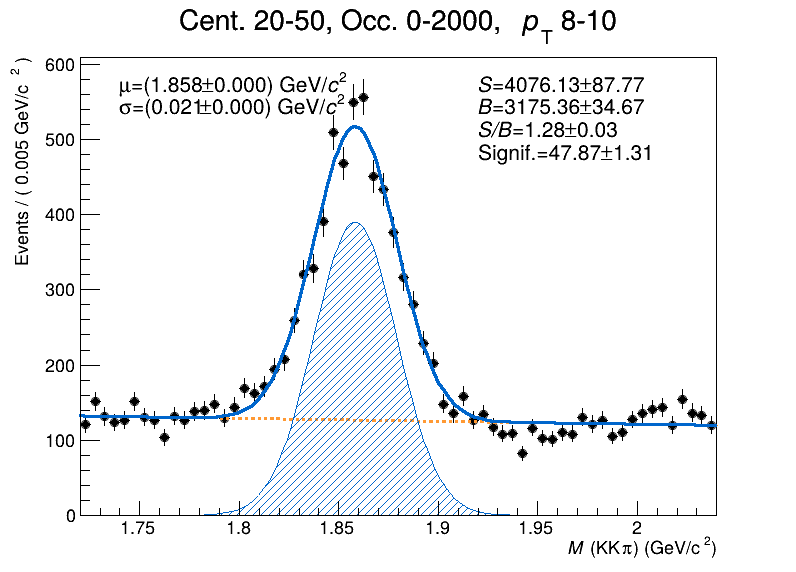 Cent. 20-50, Occ. 0-2000, pT 8-10
μ=(1.858±0.000) GeV/c²
σ=(0.021±0.000) GeV/c²
S=4076.13±87.77
B=3175.36±34.67
S/B=1.28±0.03
Signif.=47.87±1.31
Events / ( 0.005 GeV/c ² )
600
500
400
300
200
100
0
1.75 1.8 1.85 1.9 1.95 2
M (KKπ) (GeV/c²)